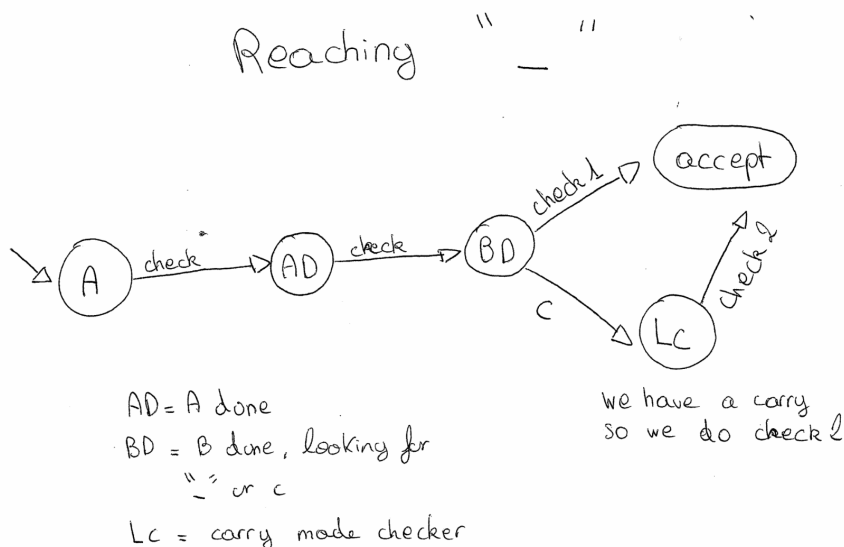 Reaching "_"
accept
check 1
check
check
A
AD
BD
check 2
C
Lc
AD = A done
BD = B done, looking for
"_" or c
Lc = carry mode checker
we have a carry
so we do check 2